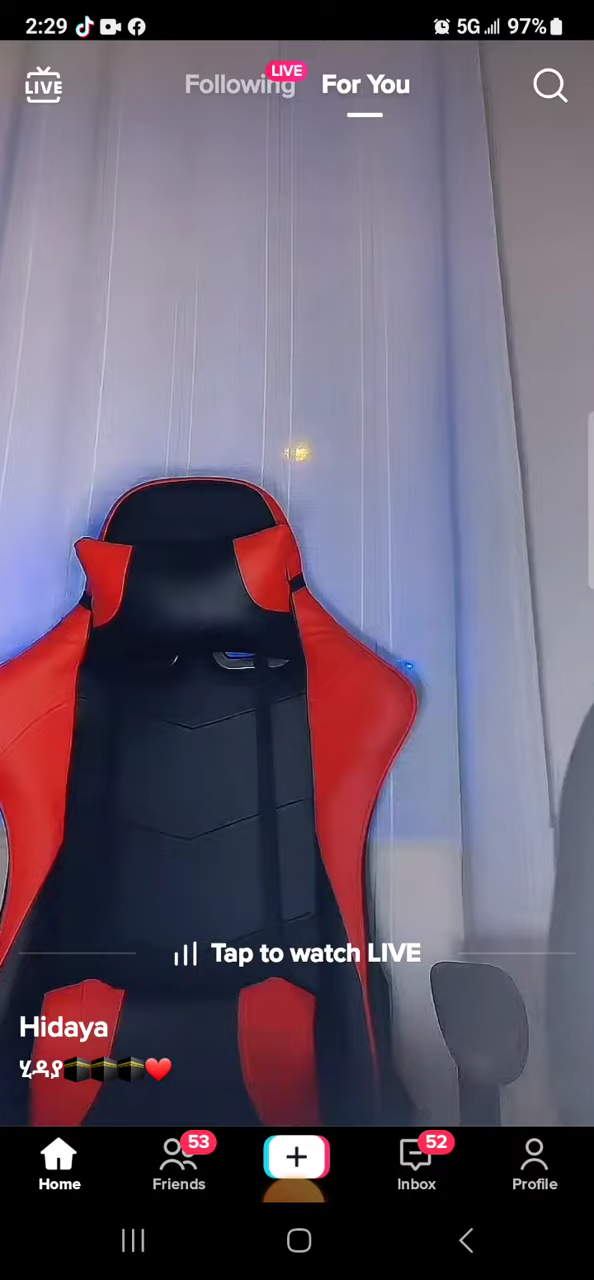 2:29 5G 97%
LIVE Following LIVE For You
Tap to watch LIVE
Hidaya
ሂዳያ🕋🕋🕋❤️
53 52
Home Friends Inbox Profile